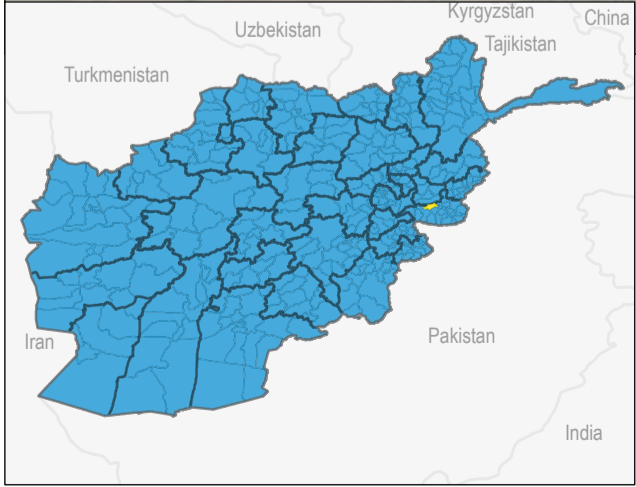 Kyrgyzstan
China
Uzbekistan
Tajikistan
Turkmenistan
Iran
Pakistan
India